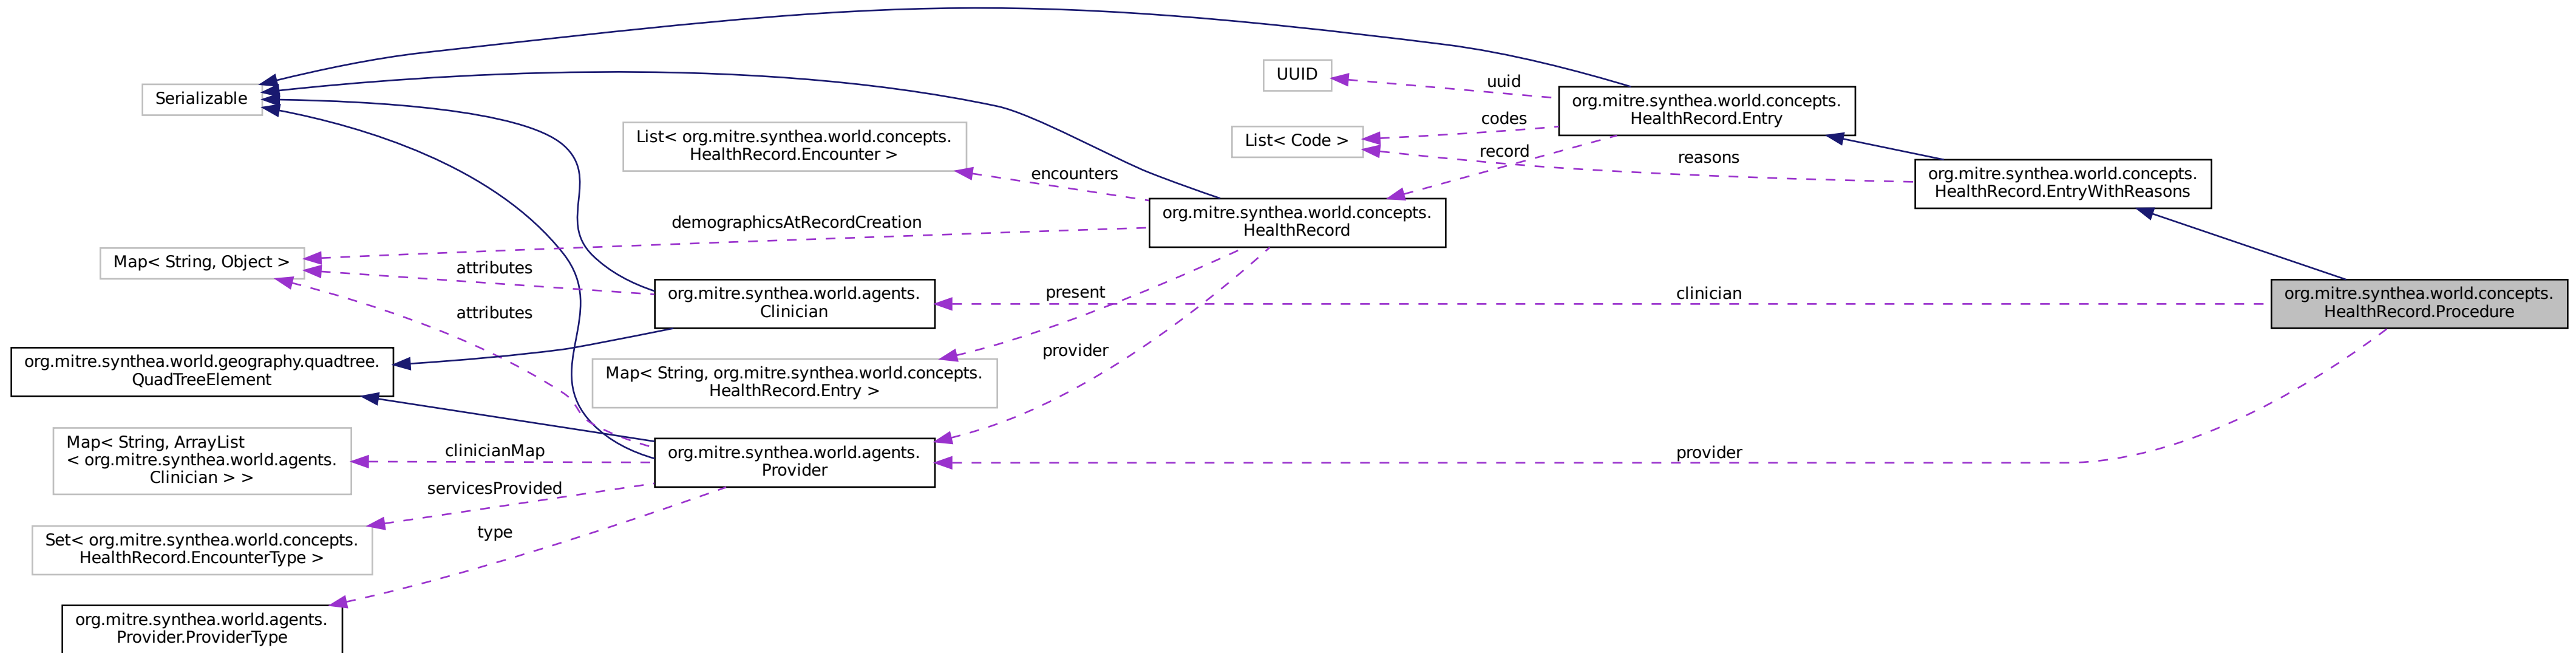 Serializable
UUID
uuid
org.mitre.synthea.world.concepts.
HealthRecord.Entry
List< org.mitre.synthea.world.concepts.
HealthRecord.Encounter >
List< Code >
codes
record
reasons
encounters
org.mitre.synthea.world.concepts.
HealthRecord.EntryWithReasons
demographicsAtRecordCreation
org.mitre.synthea.world.concepts.
HealthRecord
Map< String, Object >
attributes
org.mitre.synthea.world.agents.
Clinician
present
clinician
org.mitre.synthea.world.concepts.
HealthRecord.Procedure
attributes
org.mitre.synthea.world.geography.quadtree.
QuadTreeElement
Map< String, org.mitre.synthea.world.concepts.
HealthRecord.Entry >
provider
Map< String, ArrayList
< org.mitre.synthea.world.agents.
Clinician > >
clinicianMap
org.mitre.synthea.world.agents.
Provider
provider
servicesProvided
Set< org.mitre.synthea.world.concepts.
HealthRecord.EncounterType >
type
org.mitre.synthea.world.agents.
Provider.ProviderType